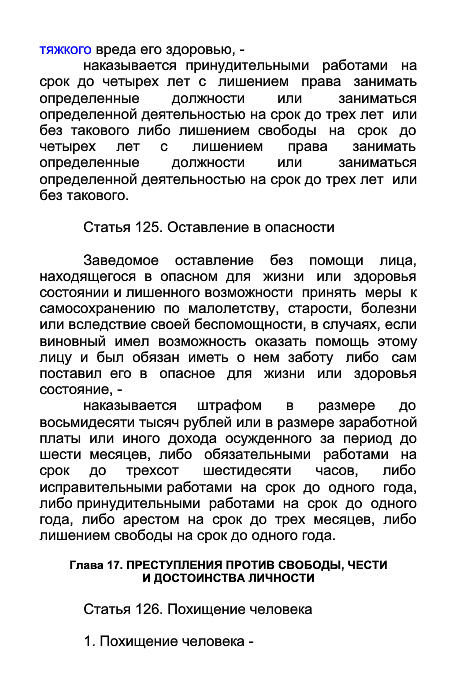 тяжкого вреда его здоровью, -
наказывается принудительными работами на
срок до четырех лет с лишением права занимать
определенные должности или заниматься
определенной деятельностью на срок до трех лет или
без такового либо лишением свободы на срок до
четырех лет с лишением права занимать
определенные должности или заниматься
определенной деятельностью на срок до трех лет или
без такового.
Статья 125. Оставление в опасности
Заведомое оставление без помощи лица,
находящегося в опасном для жизни или здоровья
состоянии и лишенного возможности принять меры к
самосохранению по малолетству, старости, болезни
или вследствие своей беспомощности, в случаях, если
виновный имел возможность оказать помощь этому
лицу и был обязан иметь о нем заботу либо сам
поставил его в опасное для жизни или здоровья
состояние, -
наказывается штрафом в размере до
восьмидесяти тысяч рублей или в размере заработной
платы или иного дохода осужденного за период до
шести месяцев, либо обязательными работами на
срок до трехсот шестидесяти часов, либо
исправительными работами на срок до одного года,
либо принудительными работами на срок до одного
года, либо арестом на срок до трех месяцев, либо
лишением свободы на срок до одного года.
Глава 17. ПРЕСТУПЛЕНИЯ ПРОТИВ СВОБОДЫ, ЧЕСТИ
И ДОСТОИНСТВА ЛИЧНОСТИ
Статья 126. Похищение человека
1. Похищение человека -